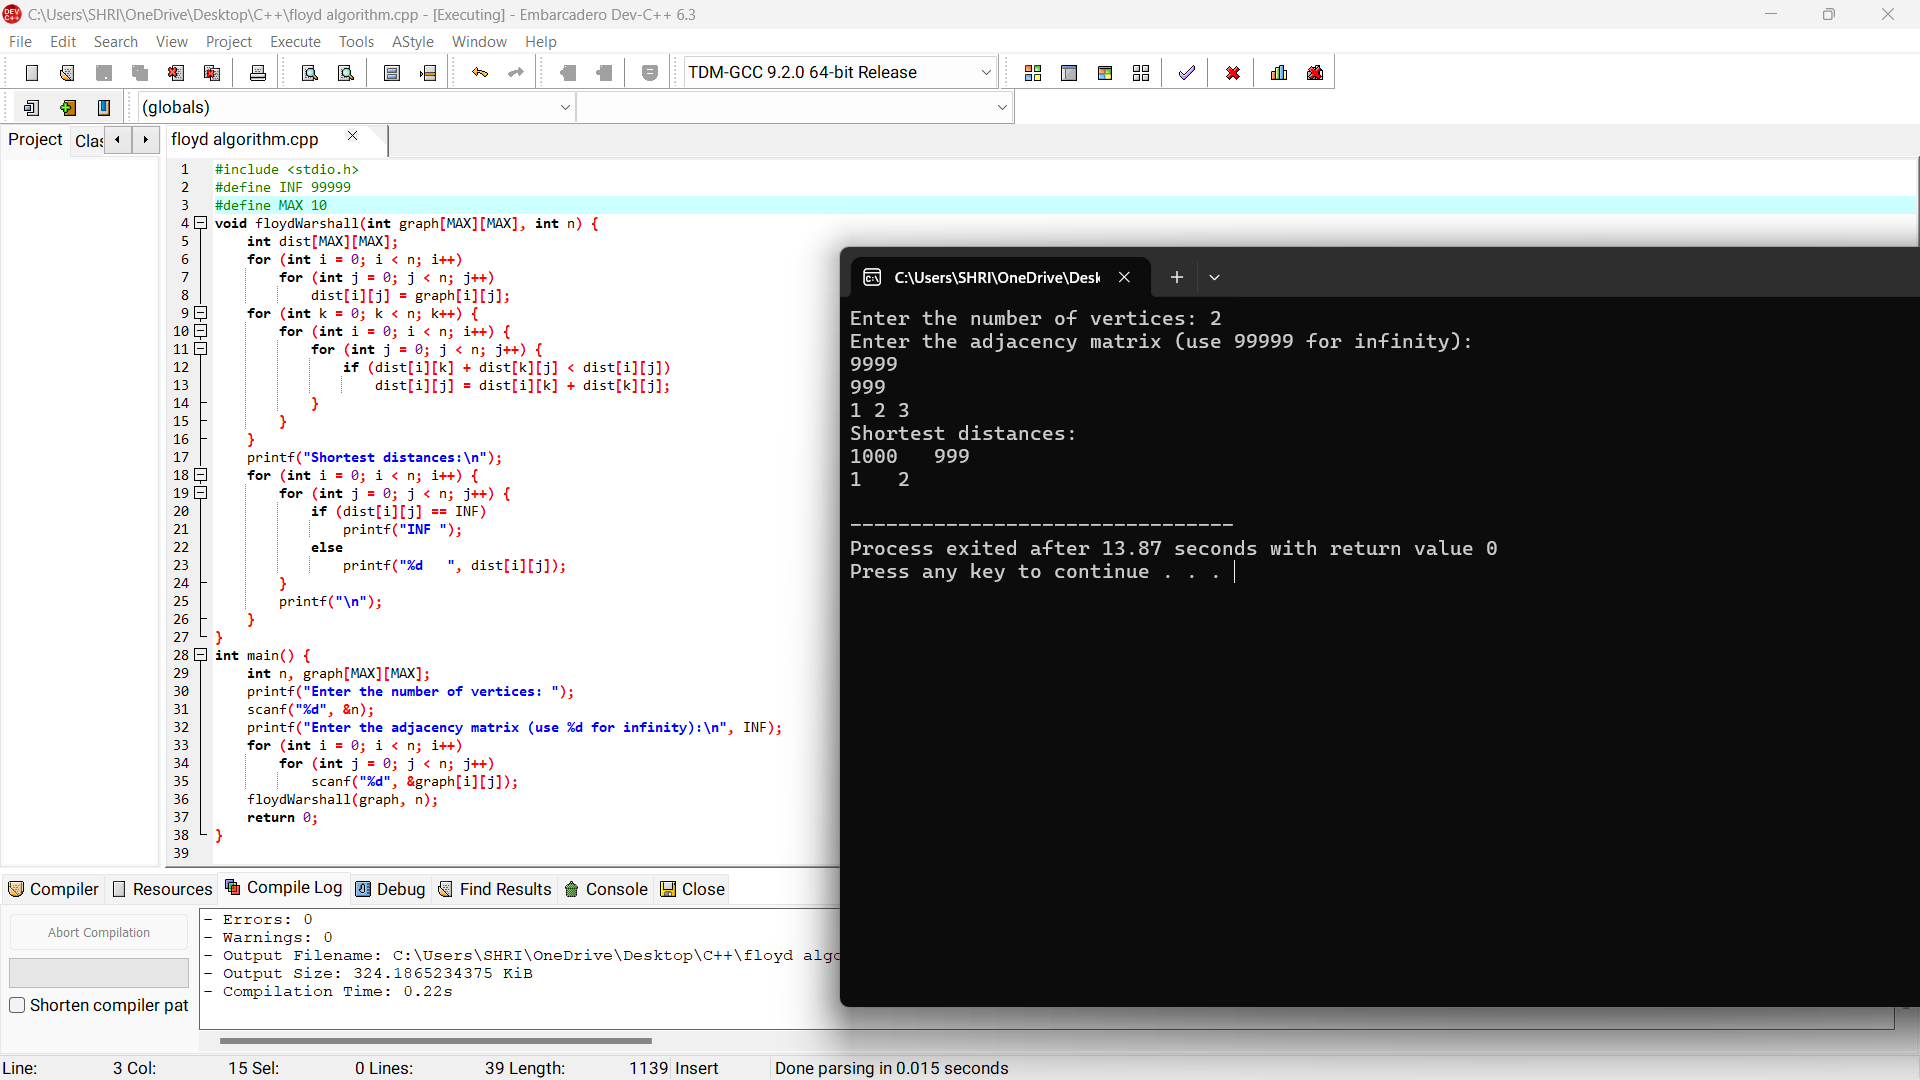 C:\Users\SHRI\OneDrive\Desktop\C++\floyd algorithm.cpp - [Executing] - Embarcadero Dev-C++ 6.3
File Edit Search View Project Execute Tools AStyle Window Help
TDM-GCC 9.2.0 64-bit Release
(globals)
Project Clas floyd algorithm.cpp
1 #include <stdio.h>
2 #define INF 99999
3 #define MAX 10
4 void floydWarshall(int graph[MAX][MAX], int n) {
5 int dist[MAX][MAX];
6 for (int i = 0; i < n; i++)
7 for (int j = 0; j < n; j++)
8 dist[i][j] = graph[i][j];
9 for (int k = 0; k < n; k++) {
10 for (int i = 0; i < n; i++) {
11 for (int j = 0; j < n; j++) {
12 if (dist[i][k] + dist[k][j] < dist[i][j])
13 dist[i][j] = dist[i][k] + dist[k][j];
14 }
15 }
16 }
17 printf("Shortest distances:\n");
18 for (int i = 0; i < n; i++) {
19 for (int j = 0; j < n; j++) {
20 if (dist[i][j] == INF)
21 printf("INF ");
22 else
23 printf("%d   ", dist[i][j]);
24 }
25 printf("\n");
26 }
27 }
28 int main() {
29 int n, graph[MAX][MAX];
30 printf("Enter the number of vertices: ");
31 scanf("%d", &n);
32 printf("Enter the adjacency matrix (use %d for infinity):\n", INF);
33 for (int i = 0; i < n; i++)
34 for (int j = 0; j < n; j++)
35 scanf("%d", &graph[i][j]);
36 floydWarshall(graph, n);
37 return 0;
38 }
39
C:\Users\SHRI\OneDrive\Desk
Enter the number of vertices: 2
Enter the adjacency matrix (use 99999 for infinity):
9999
999
1 2 3
Shortest distances:
1000   999
1   2
--------------------------------
Process exited after 13.87 seconds with return value 0
Press any key to continue . . .
Compiler Resources Compile Log Debug Find Results Console Close
Abort Compilation
Shorten compiler pat
- Errors: 0
- Warnings: 0
- Output Filename: C:\Users\SHRI\OneDrive\Desktop\C++\floyd algo
- Output Size: 324.1865234375 KiB
- Compilation Time: 0.22s
Line: 3 Col: 15 Sel: 0 Lines: 39 Length: 1139 Insert Done parsing in 0.015 seconds